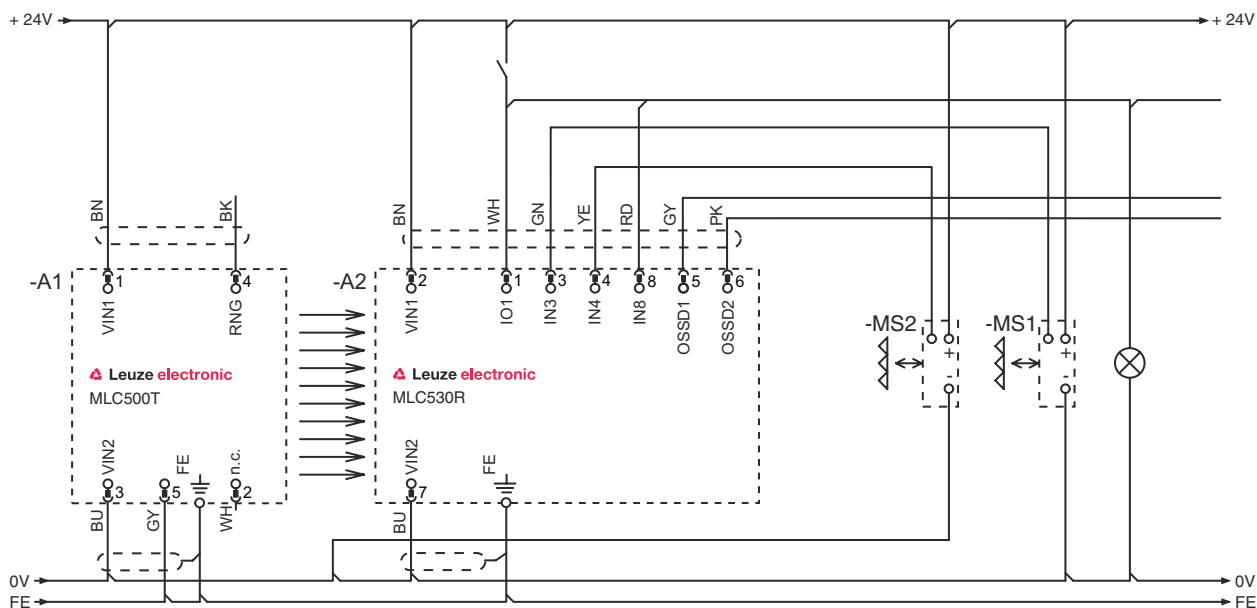 + 24V
+ 24V
BN
BK
BN
WH
GN
YE
RD
GY
PK
-A1
1
4
-A2
2
1
3
4
8
5
6
VIN1
RNG
VIN1
IO1
IN3
IN4
IN8
OSSD1
OSSD2
-MS2
-MS1
+
+
-
-
Leuze electronic
MLC500T
Leuze electronic
MLC530R
VIN2
FE
n.c.
VIN2
FE
3
5
2
7
BU
GY
WH
BU
0V
0V
FE
FE